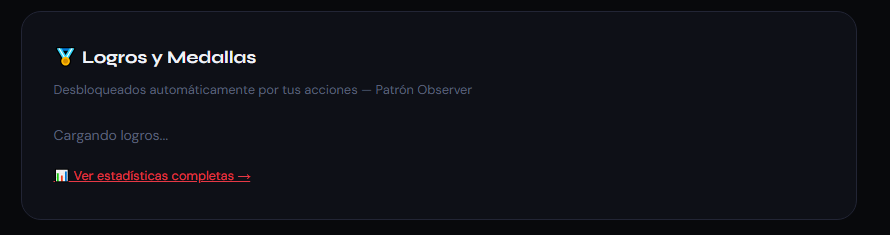 🏅 Logros y Medallas
Desbloqueados automáticamente por tus acciones — Patrón Observer
Cargando logros...
📊 Ver estadísticas completas →